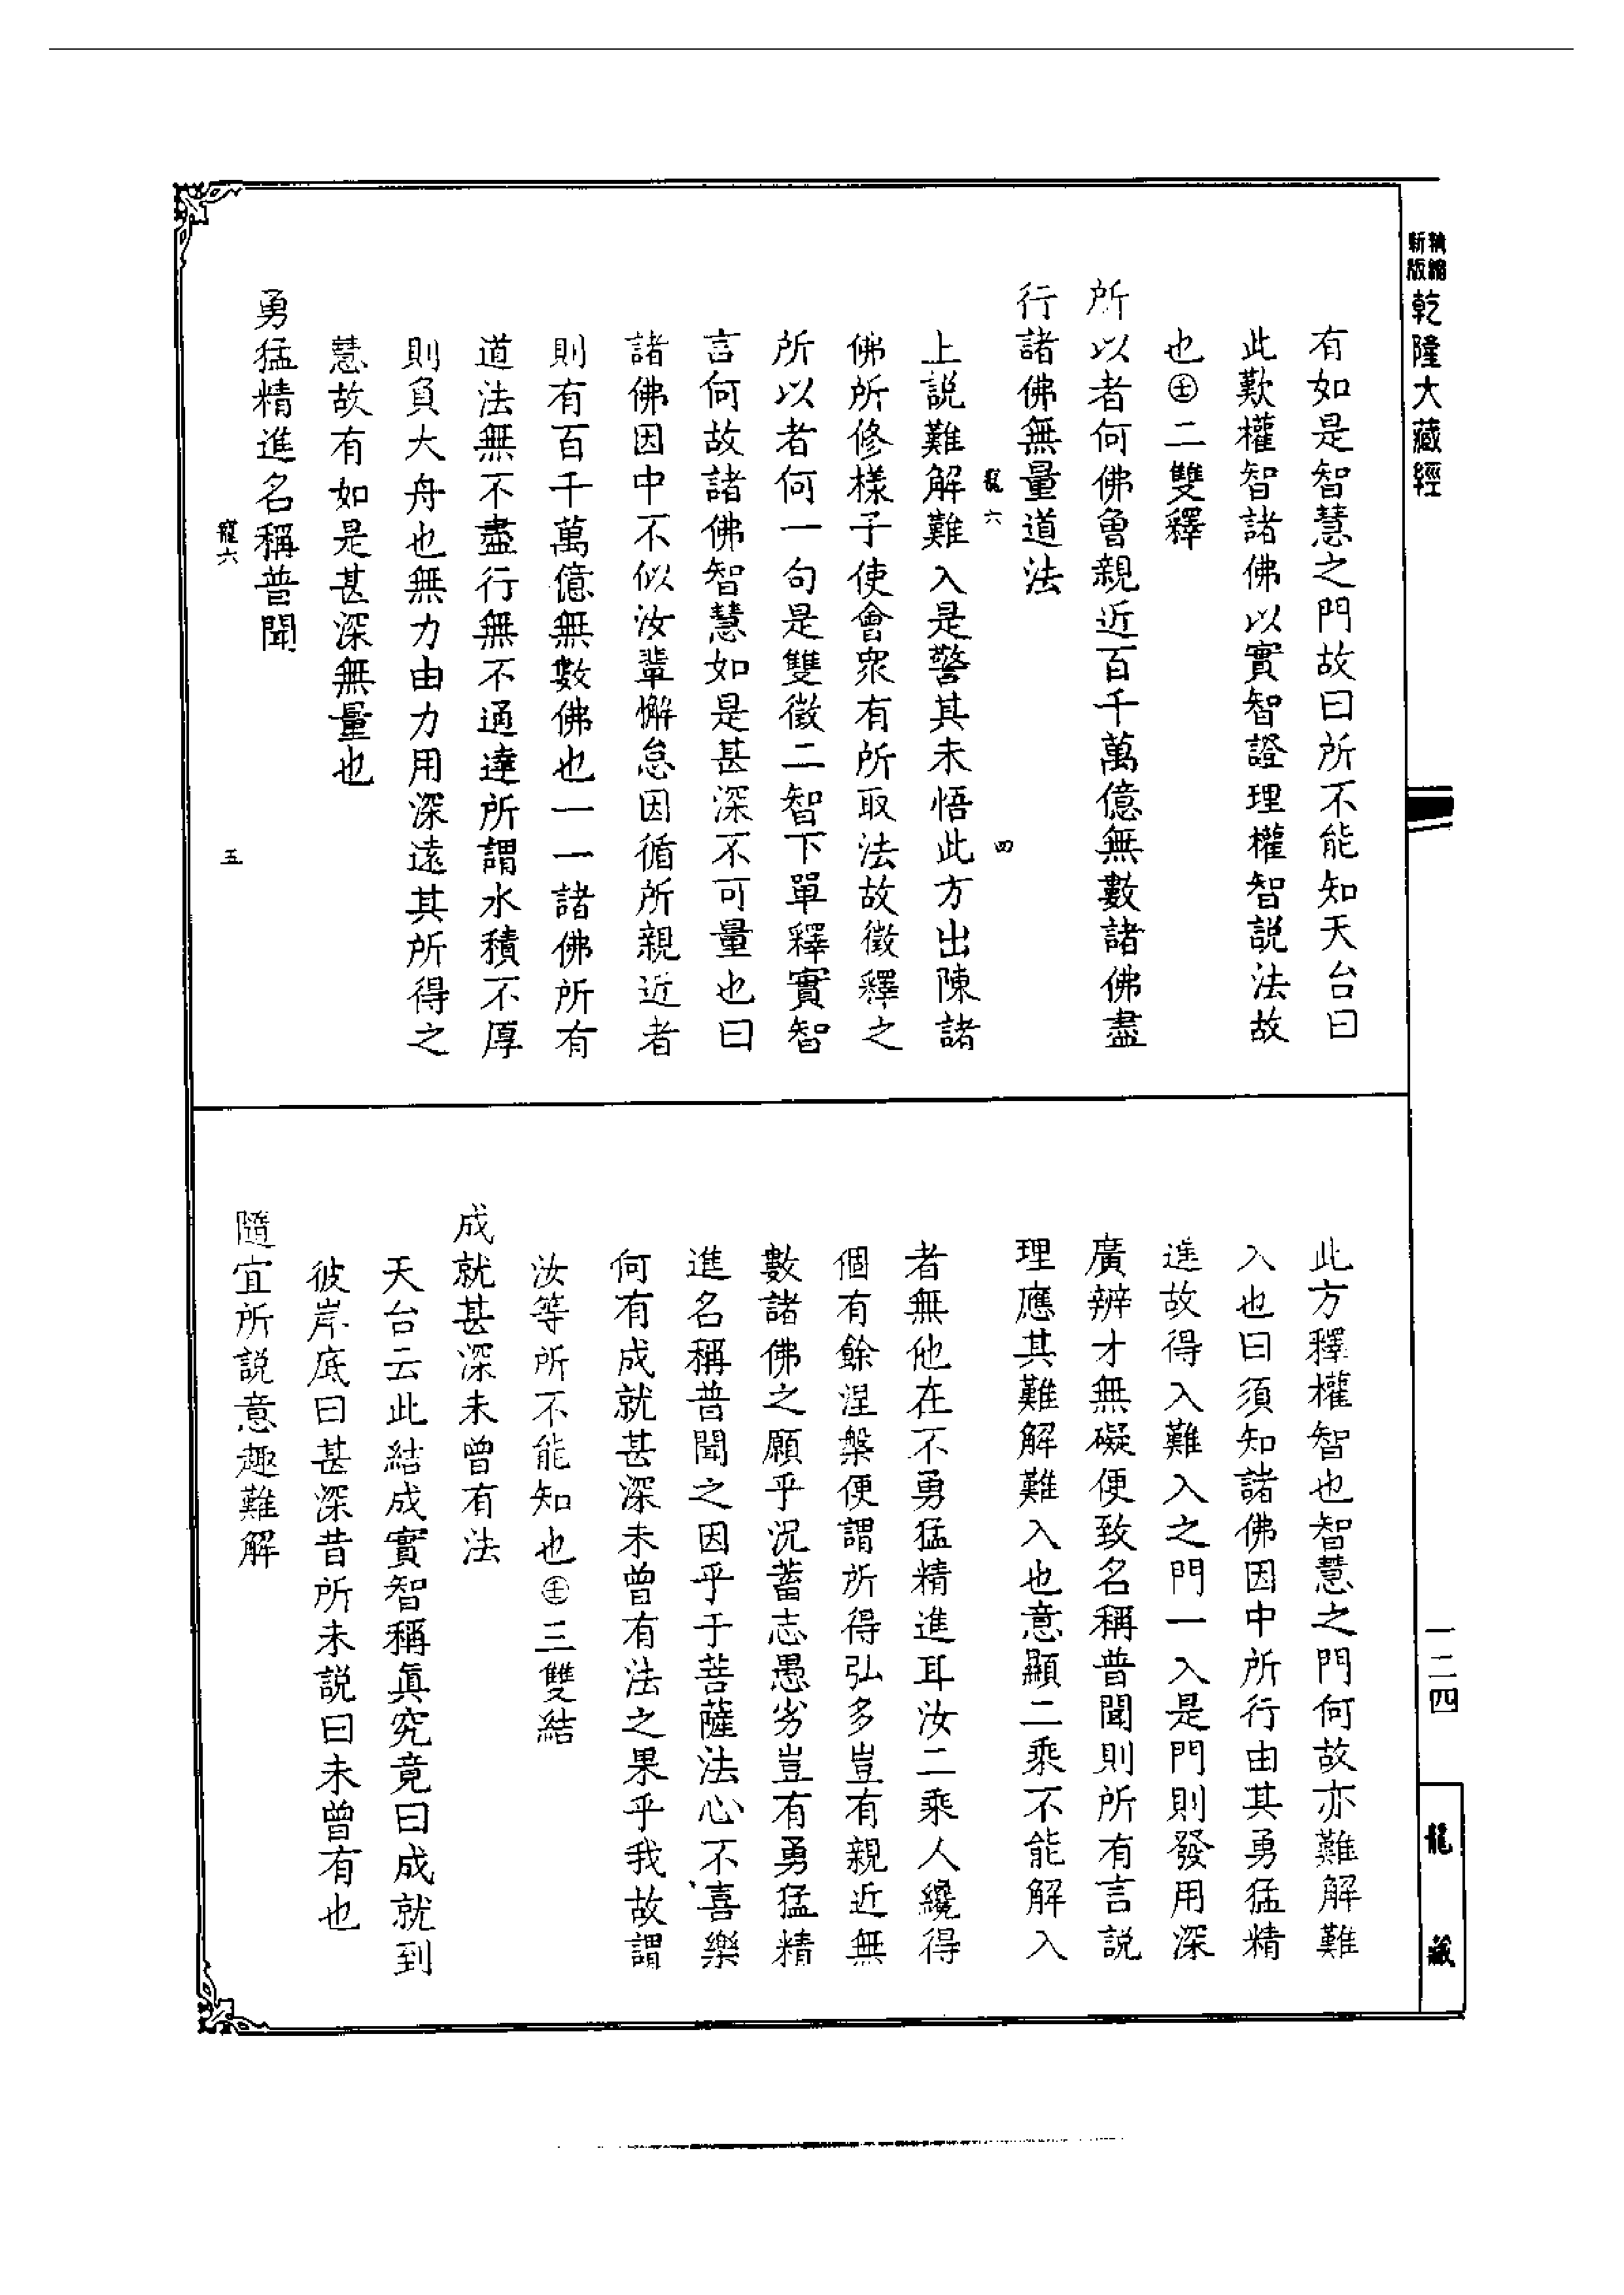 新版精縮
乾隆大藏經
有如是智慧之門故曰所不能知天台曰
此歎權智諸佛以實智證理權智説法故
也㊏二雙釋
所以者何佛曾親近百千萬億無數諸佛盡
行諸佛無量道法
龍六
四
上説難解難入是警其未悟此方出陳諸
佛所修樣子使會衆有所取法故徵釋之
所以者何一句是雙徵二智下單釋實智
言何故諸佛智慧如是甚深不可量也曰
諸佛因中不似汝輩懈怠因循所親近者
則有百千萬億無數佛也一一諸佛所有
道法無不盡行無不通達所謂水積不厚
則負大舟也無力由力用深遠其所得之
慧故有如是甚深無量也
勇猛精進名稱普聞
龍六
五
此方釋權智也智慧之門何故亦難解難
入也曰須知諸佛因中所行由其勇猛精
進故得入難入之門一入是門則發用深
廣辨才無礙便致名稱普聞則所有言説
理應其難解難入也意顯二乘不能解入
者無他在不勇猛精進耳汝二乘人纔得
個有餘涅槃便謂所得弘多豈有親近無
數諸佛之願乎況蓄志愚劣豈有勇猛精
進名稱普聞之因乎于菩薩法心不喜樂
何有成就甚深未曾有法之果乎我故謂
汝等所不能知也㊏三雙結
成就甚深未曾有法
天台云此結成實智稱眞究竟曰成就到
彼岸底曰甚深昔所未説曰未曾有也
隨宜所説意趣難解
一二四
龍藏